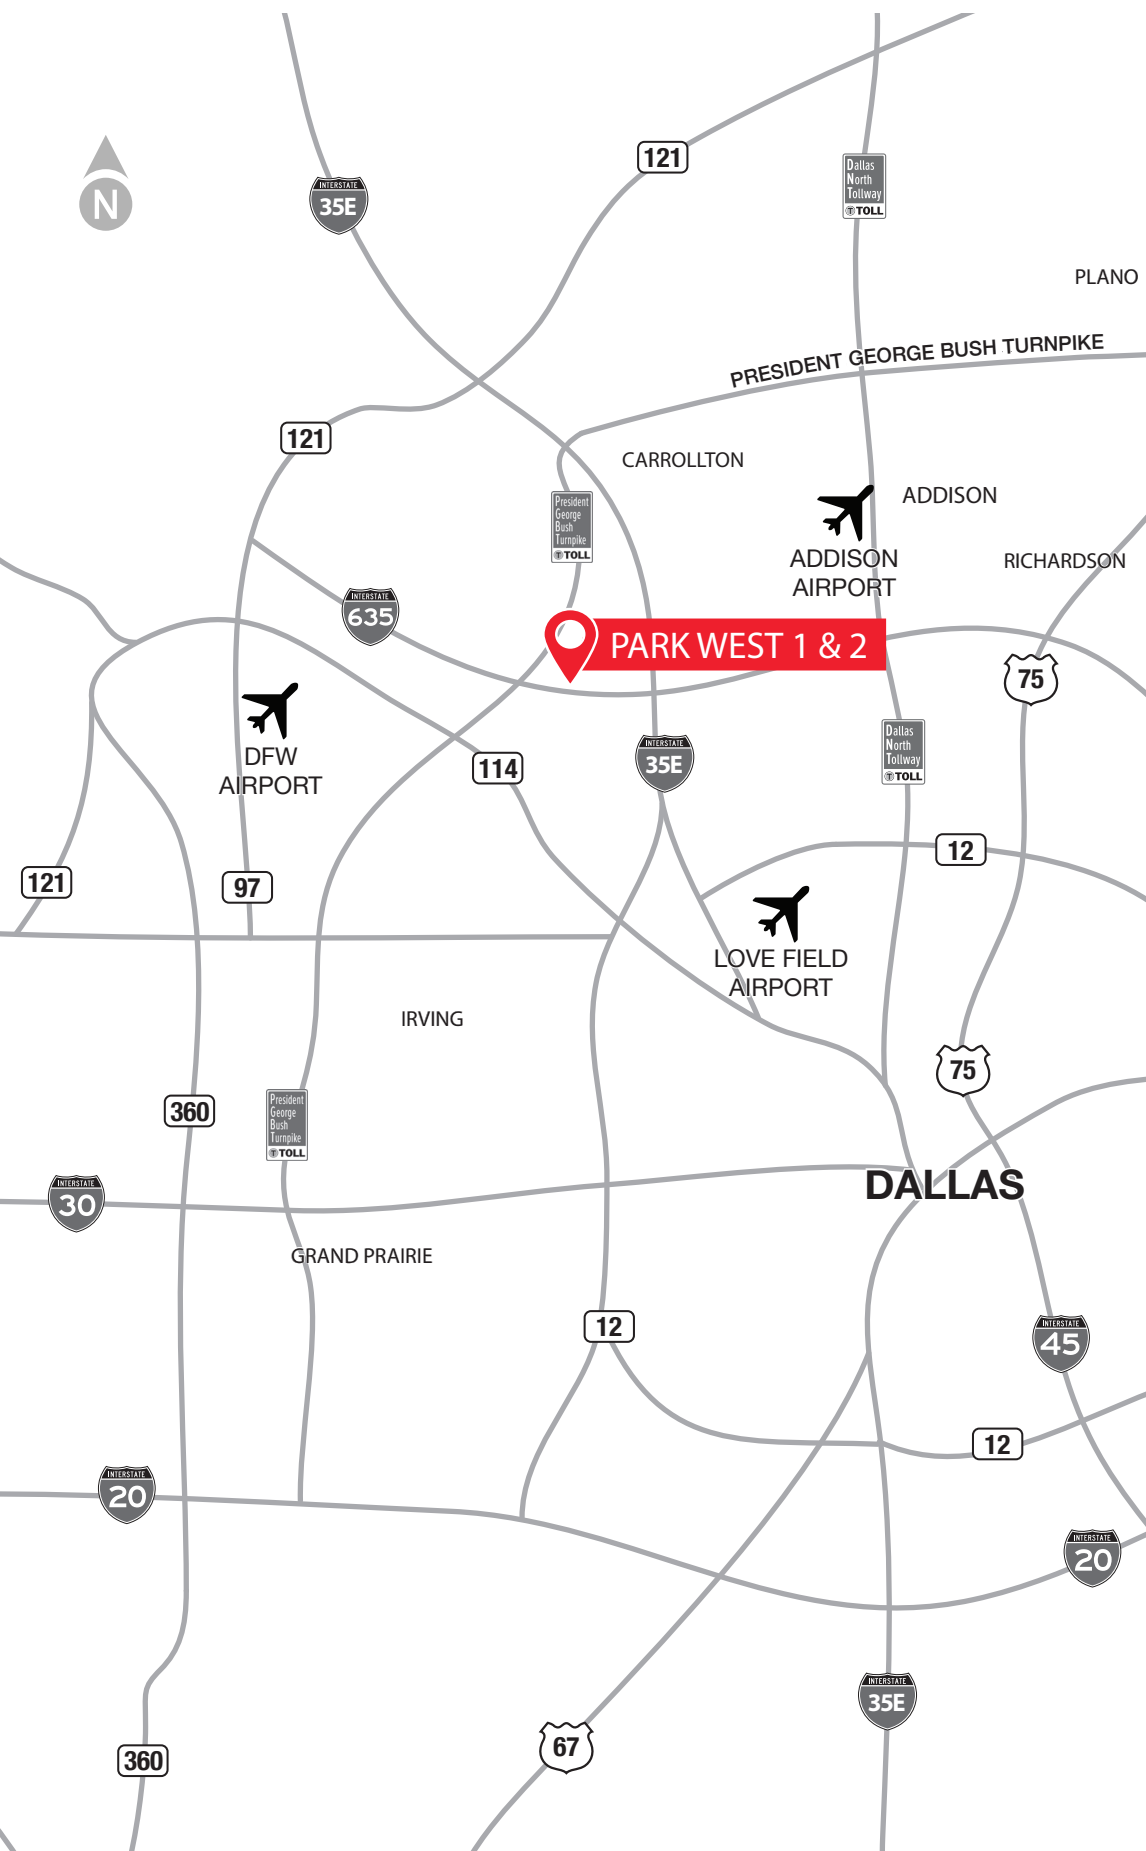 121
Dallas
North
Tollway
TOLL
N
INTERSTATE
35E
PLANO
PRESIDENT GEORGE BUSH TURNPIKE
121
CARROLLTON
ADDISON
President
George
Bush
Turnpike
TOLL
ADDISON
AIRPORT
RICHARDSON
INTERSTATE
635
PARK WEST 1 & 2
75
DFW
AIRPORT
114
INTERSTATE
35E
Dallas
North
Tollway
TOLL
12
121
97
LOVE FIELD
AIRPORT
IRVING
75
360
President
George
Bush
Turnpike
TOLL
DALLAS
INTERSTATE
30
GRAND PRAIRIE
12
INTERSTATE
45
12
INTERSTATE
20
INTERSTATE
20
INTERSTATE
35E
67
360